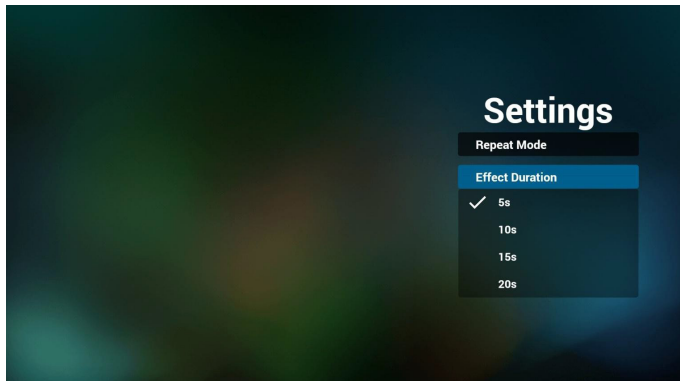 Settings
Repeat Mode
Effect Duration
5s
10s
15s
20s